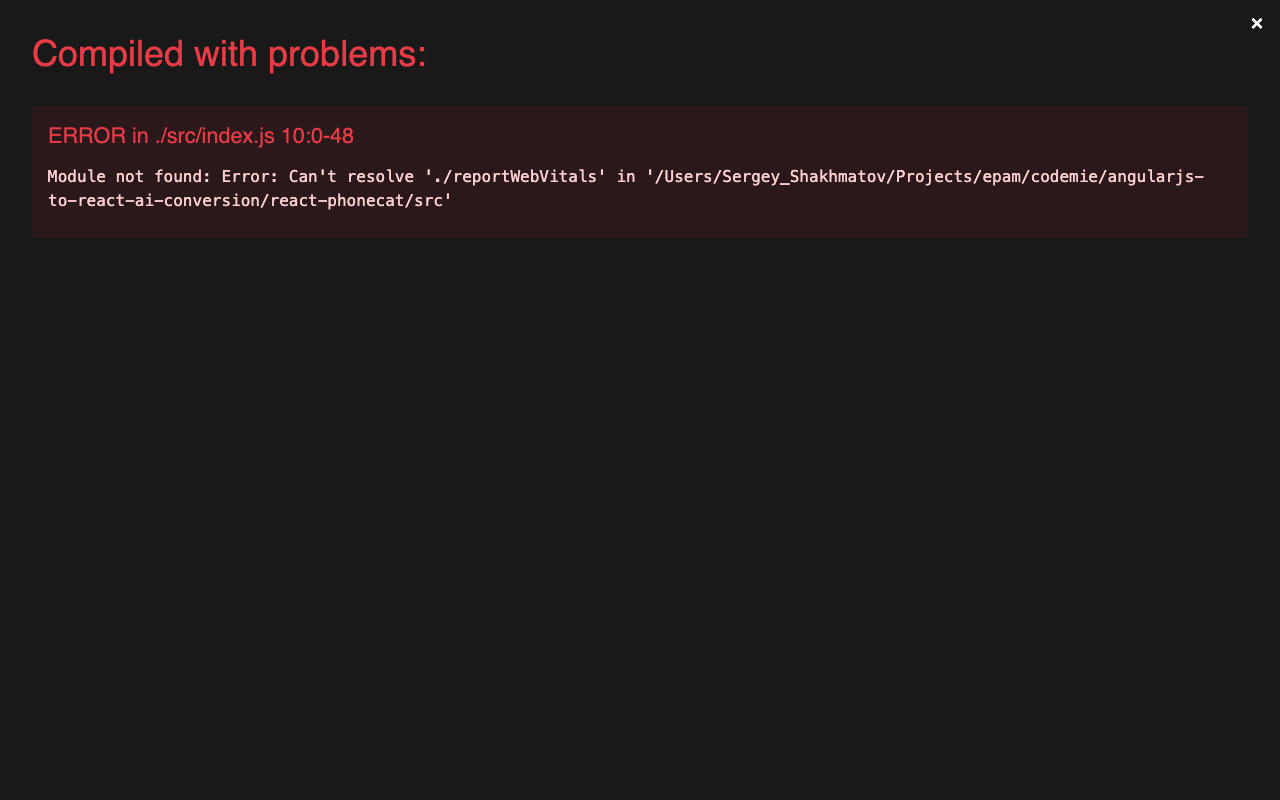 Compiled with problems:
ERROR in ./src/index.js 10:0-48
Module not found: Error: Can't resolve './reportWebVitals' in '/Users/Sergey_Shakhmatov/Projects/epam/codemie/angularjs-
to-react-ai-conversion/react-phonecat/src'